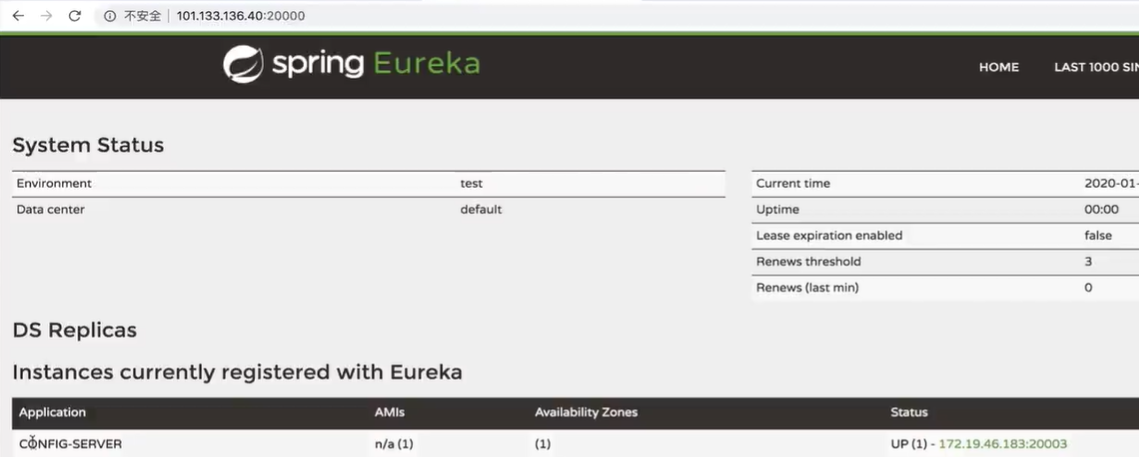 不安全 | 101.133.136.40:20000
spring Eureka
HOME LAST 1000 SIN
System Status
Environment test
Data center default
Current time 2020-01-
Uptime 00:00
Lease expiration enabled false
Renews threshold 3
Renews (last min) 0
DS Replicas
Instances currently registered with Eureka
Application AMIs Availability Zones Status
CONFIG-SERVER n/a (1) (1) UP (1) - 172.19.46.183:20003